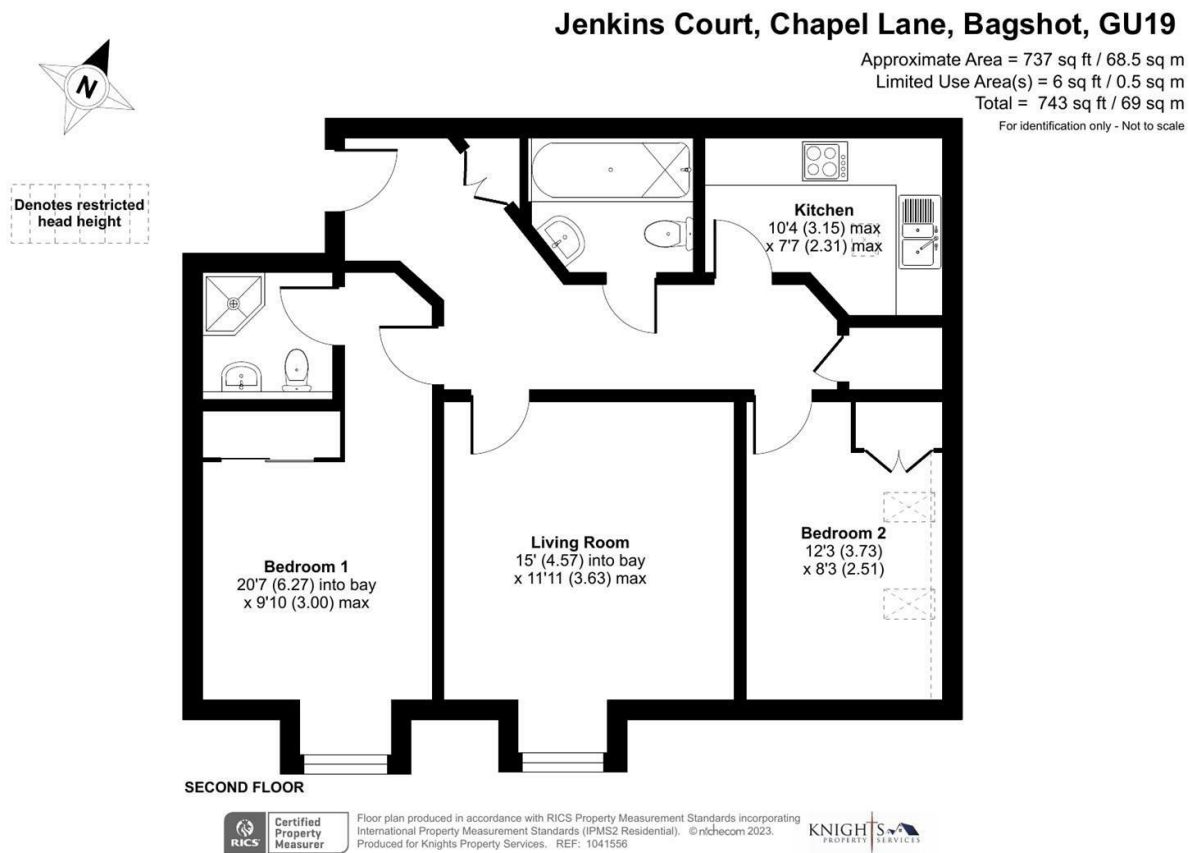 Jenkins Court, Chapel Lane, Bagshot, GU19
Approximate Area = 737 sq ft / 68.5 sq m
Limited Use Area(s) = 6 sq ft / 0.5 sq m
Total = 743 sq ft / 69 sq m
For identification only - Not to scale
N
Denotes restricted
head height
Kitchen
10'4 (3.15) max
x 7'7 (2.31) max
Living Room
15' (4.57) into bay
x 11'11 (3.63) max
Bedroom 2
12'3 (3.73)
x 8'3 (2.51)
Bedroom 1
20'7 (6.27) into bay
x 9'10 (3.00) max
SECOND FLOOR
RICS
Certified
Property
Measurer
Floor plan produced in accordance with RICS Property Measurement Standards incorporating
International Property Measurement Standards (IPMS2 Residential). © nichecom 2023.
Produced for Knights Property Services. REF: 1041556
KNIGHTS
PROPERTY SERVICES